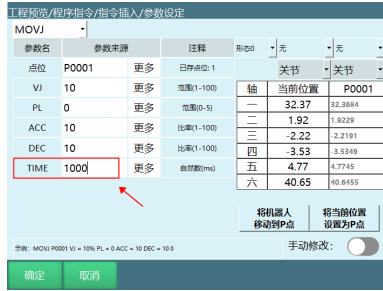 工程预览/程序指令/指令插入/参数设定
MOVJ
参数名 参数来源 注释 形态0 无 无
点位 P0001 更多 已存点位: 1 关节 关节
VJ 10 更多 范围(1-100) 轴 当前位置 P0001
PL 0 更多 范围(0-5) 一 32.37 32.3684
ACC 10 更多 比率(1-100) 二 1.92 1.9229
DEC 10 更多 比率(1-100) 三 -2.22 -2.2191
TIME 1000 更多 自然数(ms) 四 -3.53 -3.5349
五 4.77 4.7745
六 40.65 40.6455
将机器人 将当前位置
移动到P点 设置为P点
示例: MOVJ P0001 VJ = 10% PL = 0 ACC = 10 DEC = 10 0 手动修改:
确定 取消